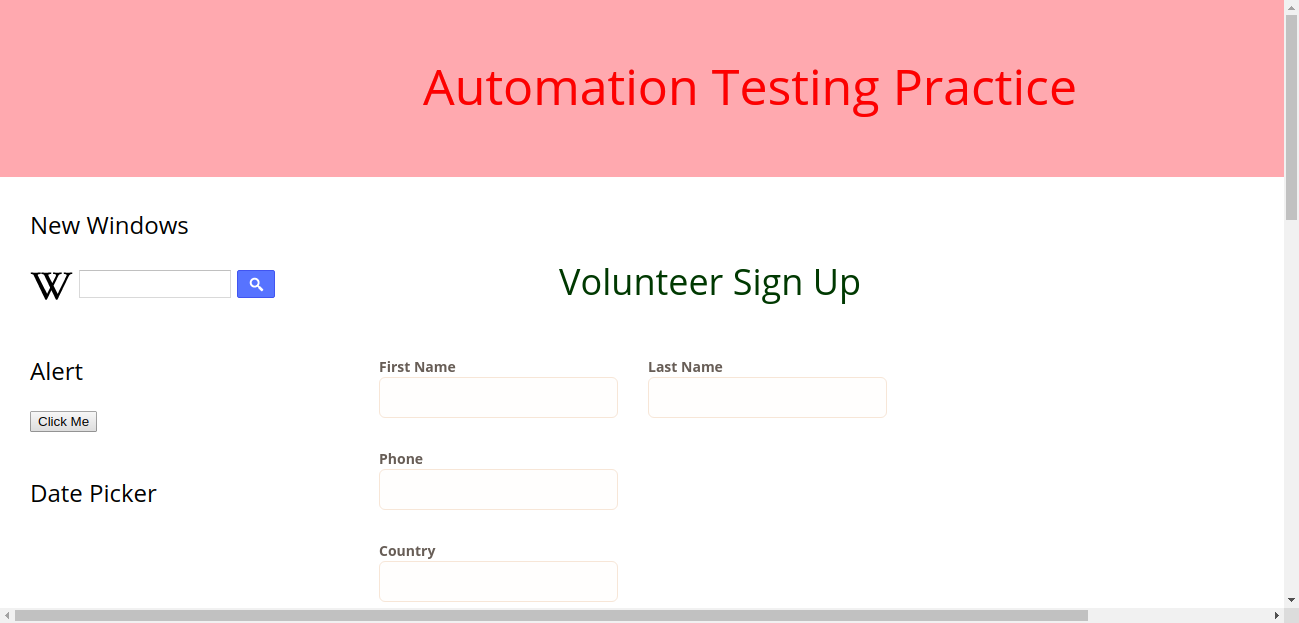 Automation Testing Practice
New Windows
W
Volunteer Sign Up
Alert
Click Me
Date Picker
First Name
Last Name
Phone
Country